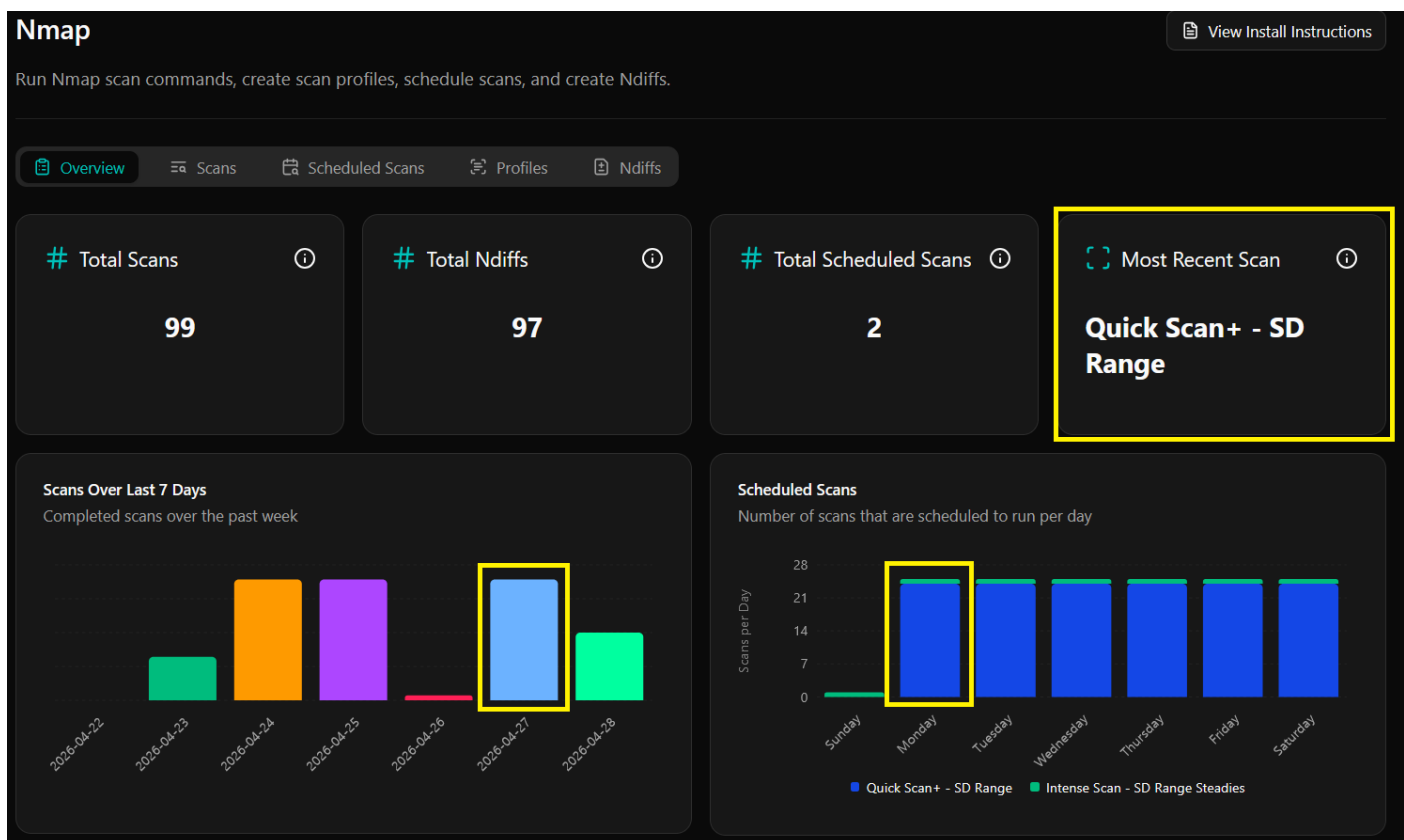 Nmap
View Install Instructions
Run Nmap scan commands, create scan profiles, schedule scans, and create Ndiffs.
Overview
Scans
Scheduled Scans
Profiles
Ndiffs
Total Scans
99
Total Ndiffs
97
Total Scheduled Scans
2
Most Recent Scan
Quick Scan+ - SD
Range
Scans Over Last 7 Days
Completed scans over the past week
2026-04-22
2026-04-23
2026-04-24
2026-04-25
2026-04-26
2026-04-27
2026-04-28
Scheduled Scans
Number of scans that are scheduled to run per day
Scans per Day
28
21
14
7
0
Sunday
Monday
Tuesday
Wednesday
Thursday
Friday
Saturday
Quick Scan+ - SD Range
Intense Scan - SD Range Steadies